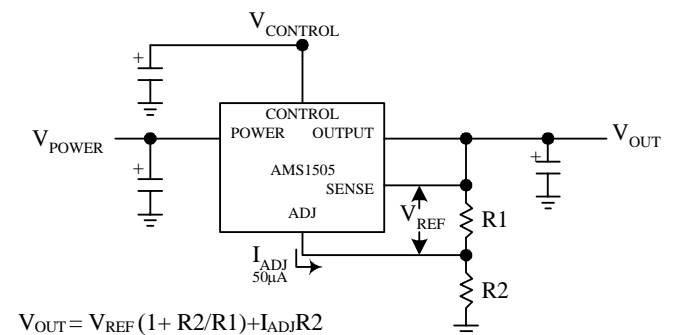 VCONTROL
+
CONTROL
VPOWER
POWER OUTPUT
VOUT
+
+
AMS1505
SENSE
ADJ
VREF
R1
IADJ
50µA
R2
VOUT = VREF (1+ R2/R1)+IADJR2